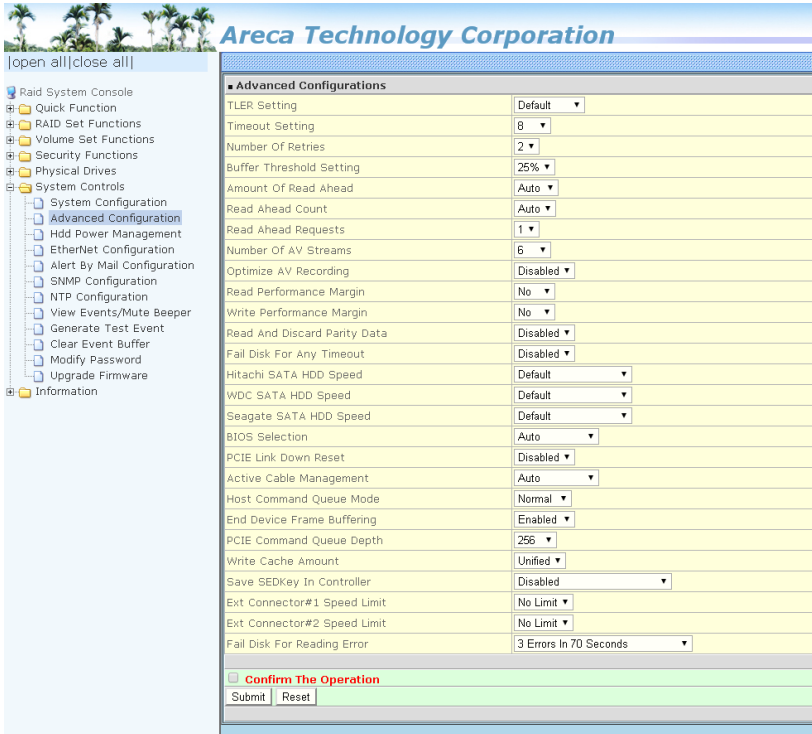 Areca Technology Corporation
|open all|close all|
Raid System Console
Quick Function
RAID Set Functions
Volume Set Functions
Security Functions
Physical Drives
System Controls
System Configuration
Advanced Configuration
Hdd Power Management
EtherNet Configuration
Alert By Mail Configuration
SNMP Configuration
NTP Configuration
View Events/Mute Beeper
Generate Test Event
Clear Event Buffer
Modify Password
Upgrade Firmware
Information
Advanced Configurations
TLER Setting Default
Timeout Setting 8
Number Of Retries 2
Buffer Threshold Setting 25%
Amount Of Read Ahead Auto
Read Ahead Count Auto
Read Ahead Requests 1
Number Of AV Streams 6
Optimize AV Recording Disabled
Read Performance Margin No
Write Performance Margin No
Read And Discard Parity Data Disabled
Fail Disk For Any Timeout Disabled
Hitachi SATA HDD Speed Default
WDC SATA HDD Speed Default
Seagate SATA HDD Speed Default
BIOS Selection Auto
PCIE Link Down Reset Disabled
Active Cable Management Auto
Host Command Queue Mode Normal
End Device Frame Buffering Enabled
PCIE Command Queue Depth 256
Write Cache Amount Unified
Save SEDKey In Controller Disabled
Ext Connector#1 Speed Limit No Limit
Ext Connector#2 Speed Limit No Limit
Fail Disk For Reading Error 3 Errors In 70 Seconds
Confirm The Operation
Submit Reset